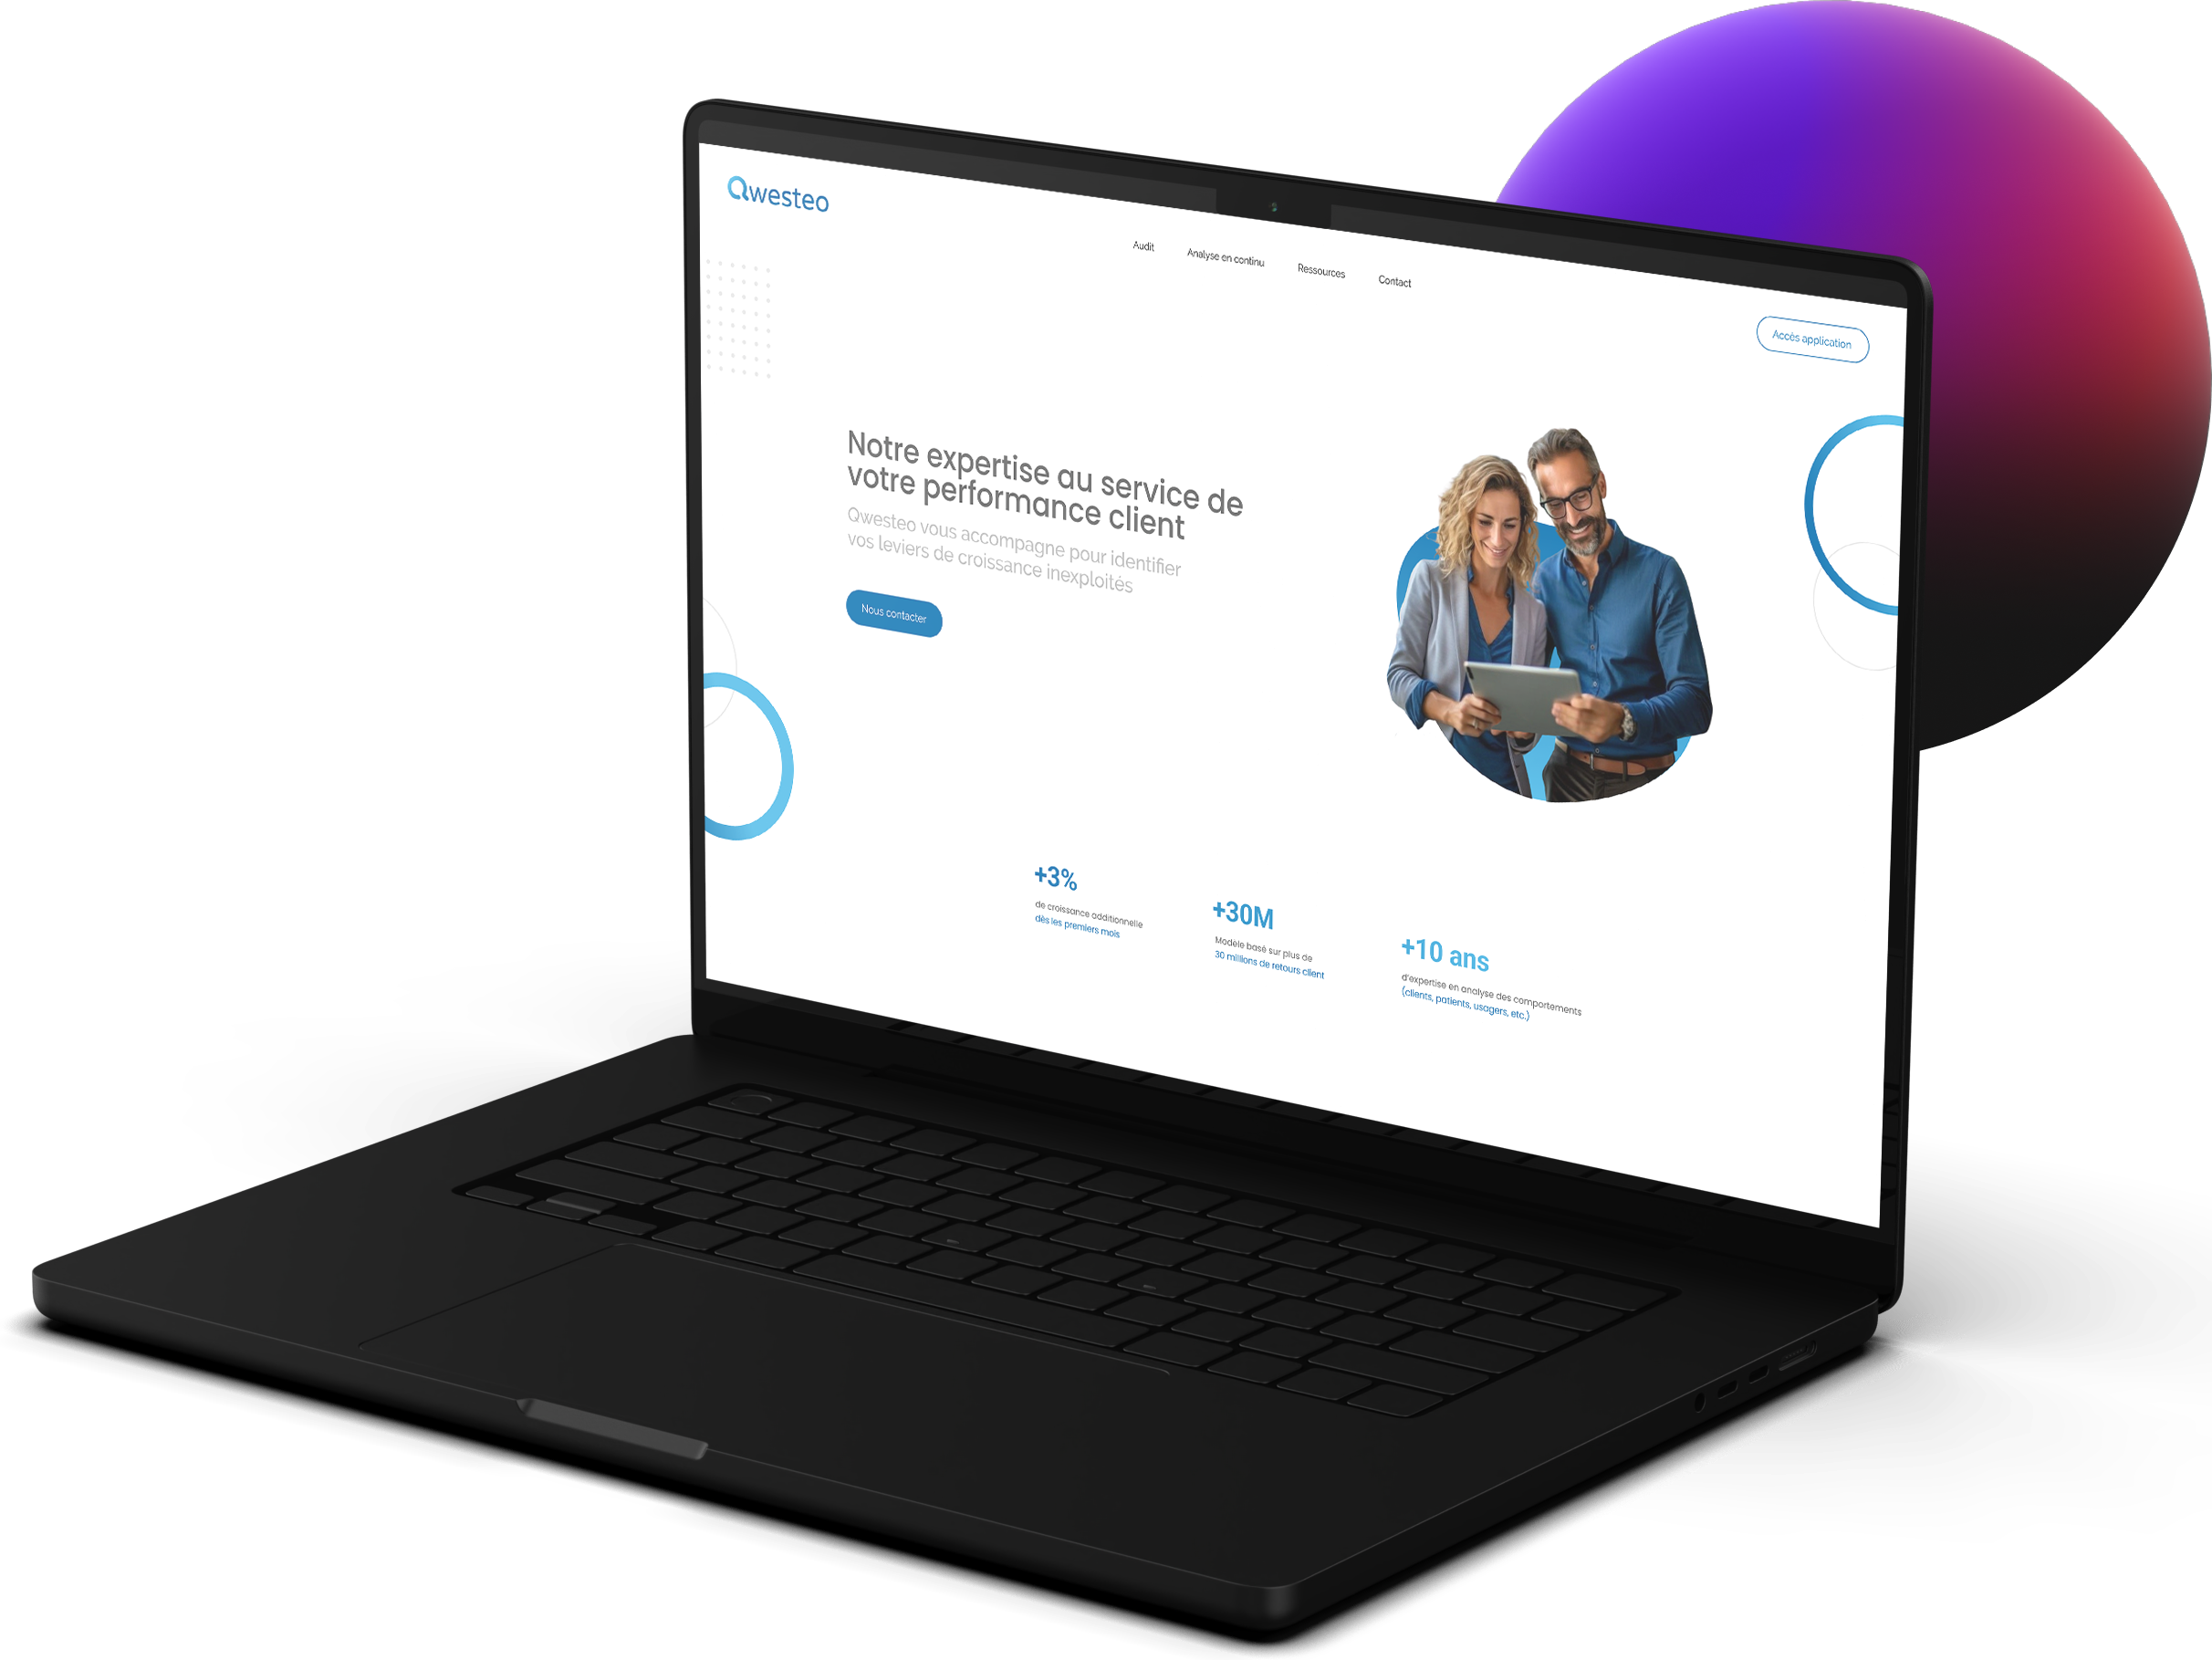 Qwesteo
Audit
Analyse en continu
Ressources
Contact
Accès application
Notre expertise au service de
votre performance client
Qwesteo vous accompagne pour identifier
vos leviers de croissance inexploités
Nous contacter
+3%
de croissance additionnelle
dès les premiers mois
+30M
Modèle basé sur plus de
30 millions de retours client
+10 ans
d'expertise en analyse des comportements
(clients, patients, usagers, etc.)